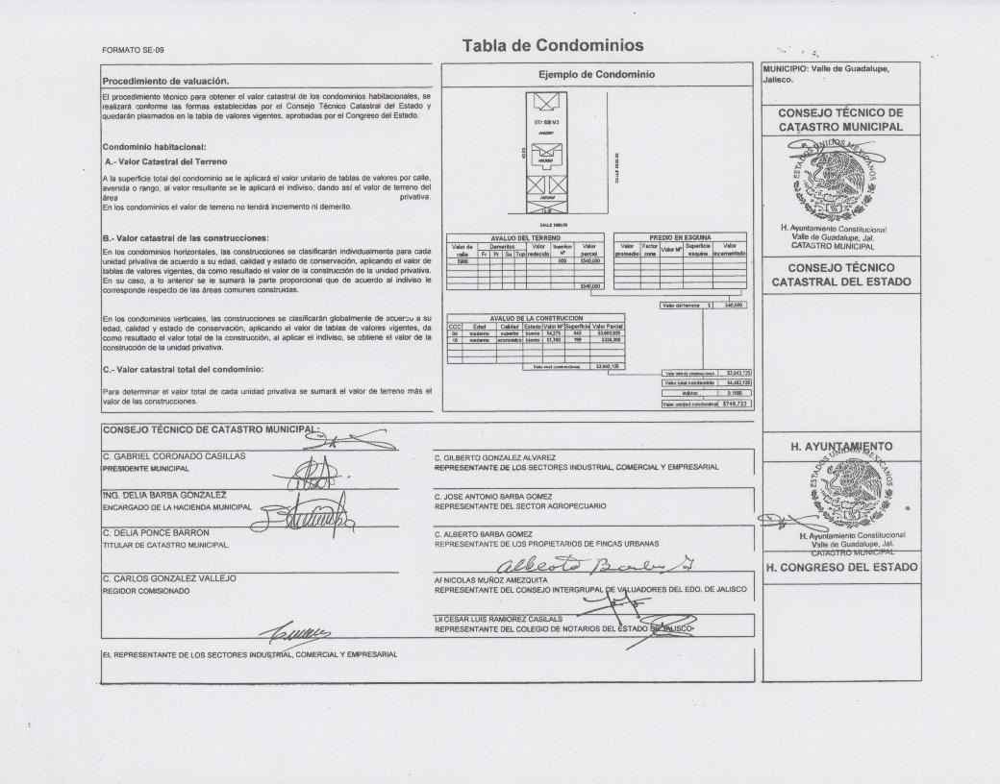 FORMATO SE-09
Tabla de Condominios
Procedimiento de valuación.
El procedimiento técnico para obtener el valor catastral de los condominios habitacionales, se
realizará conforme las formas establecidas por el Consejo Técnico Catastral del Estado y
quedarán plasmados en la tabla de valores vigentes, aprobadas por el Congreso del Estado.
Condominio habitacional:
A.- Valor Catastral del Terreno
A la superficie total del condominio se le aplicará el valor unitario de tablas de valores por calle,
avenida o rango, al valor resultante se le aplicará el indiviso, dando así el valor de terreno del
área privativa.
En los condominios el valor de terreno no tendrá incremento ni demerito.
B.- Valor catastral de las construcciones:
En los condominios horizontales, las construcciones se clasificarán individualmente para cada
unidad privativa de acuerdo a su edad, calidad y estado de conservación, aplicando el valor de
tablas de valores vigentes, da como resultado el valor de la construcción de la unidad privativa.
En su caso, a lo anterior se le sumará la parte proporcional que de acuerdo al indiviso le
corresponde respecto de las áreas comunes construidas.
En los condominios verticales, las construcciones se clasificarán globalmente de acuerdo a su
edad, calidad y estado de conservación, aplicando el valor de tablas de valores vigentes, da
como resultado el valor total de la construcción, al aplicar el indiviso, se obtiene el valor de la
construcción de la unidad privativa.
C.- Valor catastral total del condominio:
Para determinar el valor total de cada unidad privativa se sumará el valor de terreno más el
valor de las construcciones.
Ejemplo de Condominio
ST= 600 M2
CALLE $900.00
AVALUO DEL TERRENO
Valor de calle Demeritos Valor reducido Superficie M² Valor parcial
Fr Pr Su Top
$900 600 $540,000
$540,000
PREDIO EN ESQUINA
Valor promedio Factor zona Valor M² Superficie esquina Valor incrementado
Valor del terreno $ 540,000
AVALUO DE LA CONSTRUCCION
CCC Edad Calidad Estado Valor M² Superficie Valor Parcial
04 moderno superior bueno $4,275 843 $3,603,825
10 moderno economico bueno $1,700 199 $338,300
Valor total construcciones $3,942,125
Valor total de construcciones $3,942,125
Valor total condominio $4,482,125
Indiviso 0.1666
Valor unidad condominal $746,722
MUNICIPIO: Valle de Guadalupe,
Jalisco.
CONSEJO TÉCNICO DE
CATASTRO MUNICIPAL
ESTADOS UNIDOS MEXICANOS
H. Ayuntamiento Constitucional
Valle de Guadalupe, Jal.
CATASTRO MUNICIPAL
CONSEJO TÉCNICO
CATASTRAL DEL ESTADO
H. AYUNTAMIENTO
ESTADOS UNIDOS MEXICANOS
H. Ayuntamiento Constitucional
Valle de Guadalupe, Jal.
CATASTRO MUNICIPAL
H. CONGRESO DEL ESTADO
CONSEJO TÉCNICO DE CATASTRO MUNICIPAL:
C. GABRIEL CORONADO CASILLAS
PRESIDENTE MUNICIPAL
ING. DELIA BARBA GONZALEZ
ENCARGADO DE LA HACIENDA MUNICIPAL
C. DELIA PONCE BARRON
TITULAR DE CATASTRO MUNICIPAL
C. CARLOS GONZALEZ VALLEJO
REGIDOR COMISIONADO
C. GILBERTO GONZALEZ ALVAREZ
REPRESENTANTE DE LOS SECTORES INDUSTRIAL, COMERCIAL Y EMPRESARIAL
C. JOSE ANTONIO BARBA GOMEZ
REPRESENTANTE DEL SECTOR AGROPECUARIO
C. ALBERTO BARBA GOMEZ
REPRESENTANTE DE LOS PROPIETARIOS DE FINCAS URBANAS
Alberto Barba G
NICOLAS MUÑOZ AMEZQUITA
REPRESENTANTE DEL CONSEJO INTERGRUPAL DE VALUADORES DEL EDO. DE JALISCO
CESAR LUIS RAMIOREZ CASILALS
REPRESENTANTE DEL COLEGIO DE NOTARIOS DEL ESTADO DE JALISCO
EL REPRESENTANTE DE LOS SECTORES INDUSTRIAL, COMERCIAL Y EMPRESARIAL